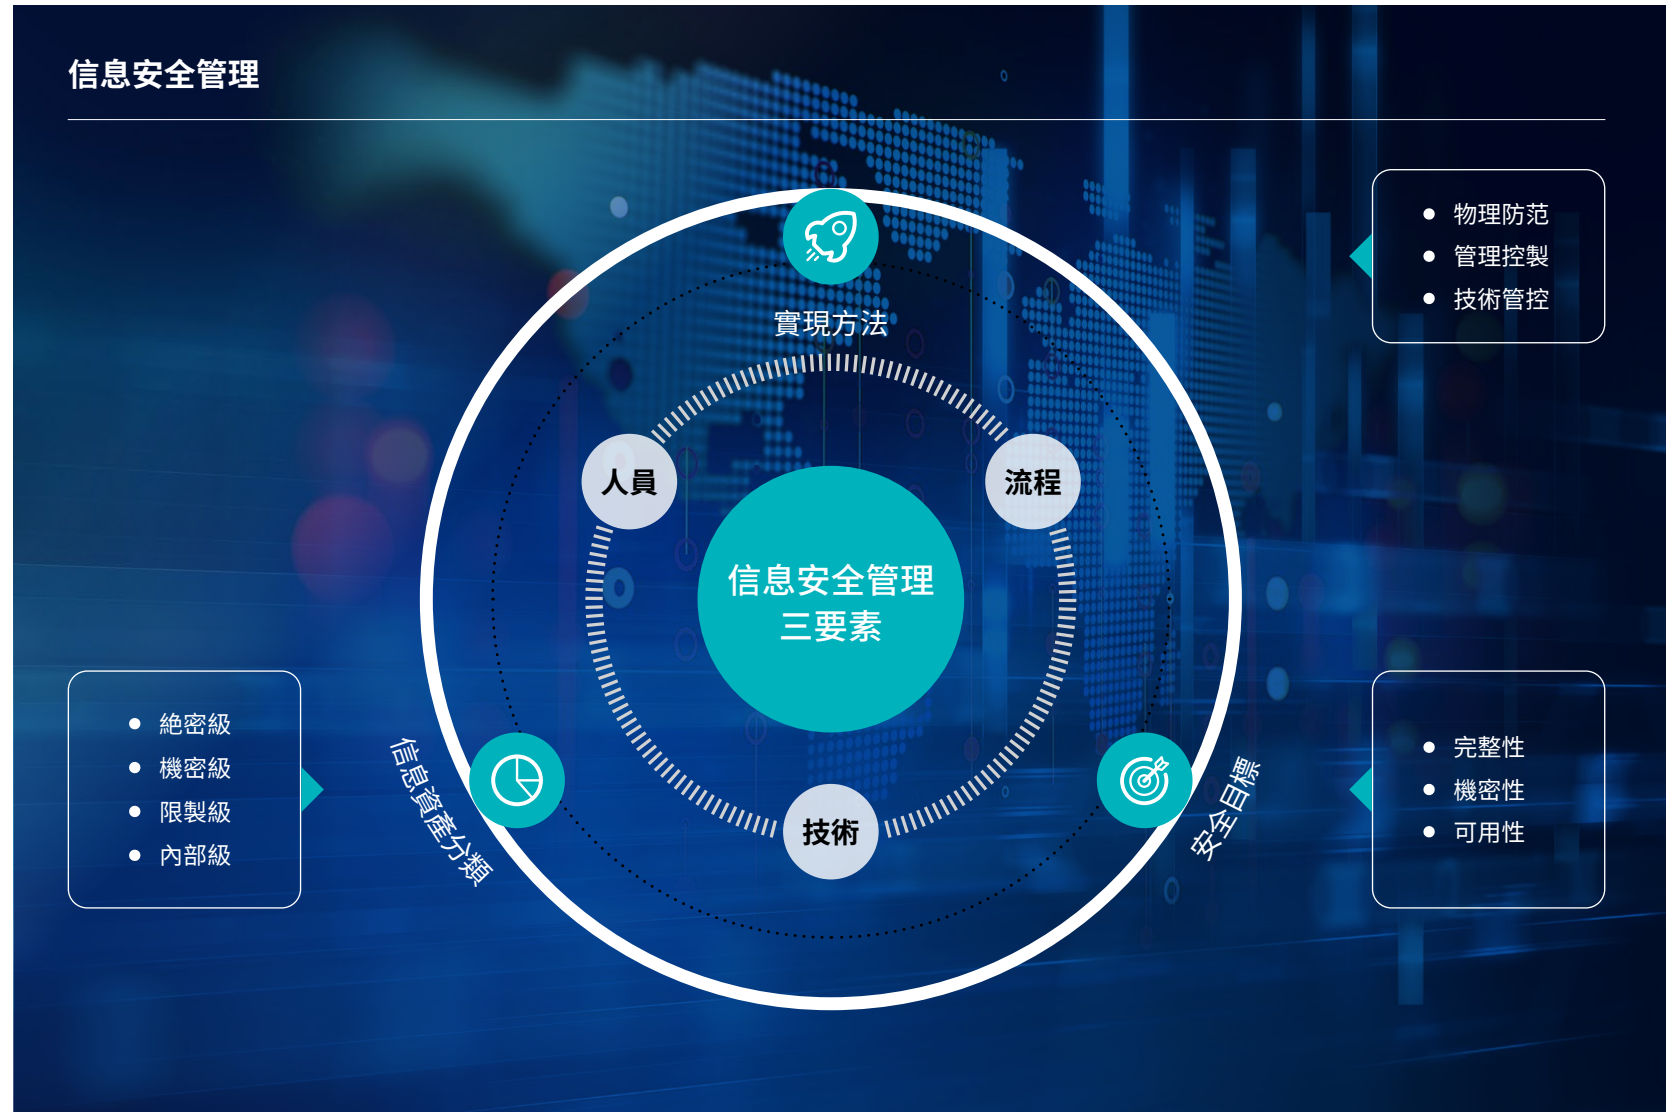 信息安全管理
物理防范
管理控製
技術管控
實現方法
人員
流程
信息安全管理
三要素
技術
信息資產分類
安全目標
絕密級
機密級
限製級
內部級
完整性
機密性
可用性